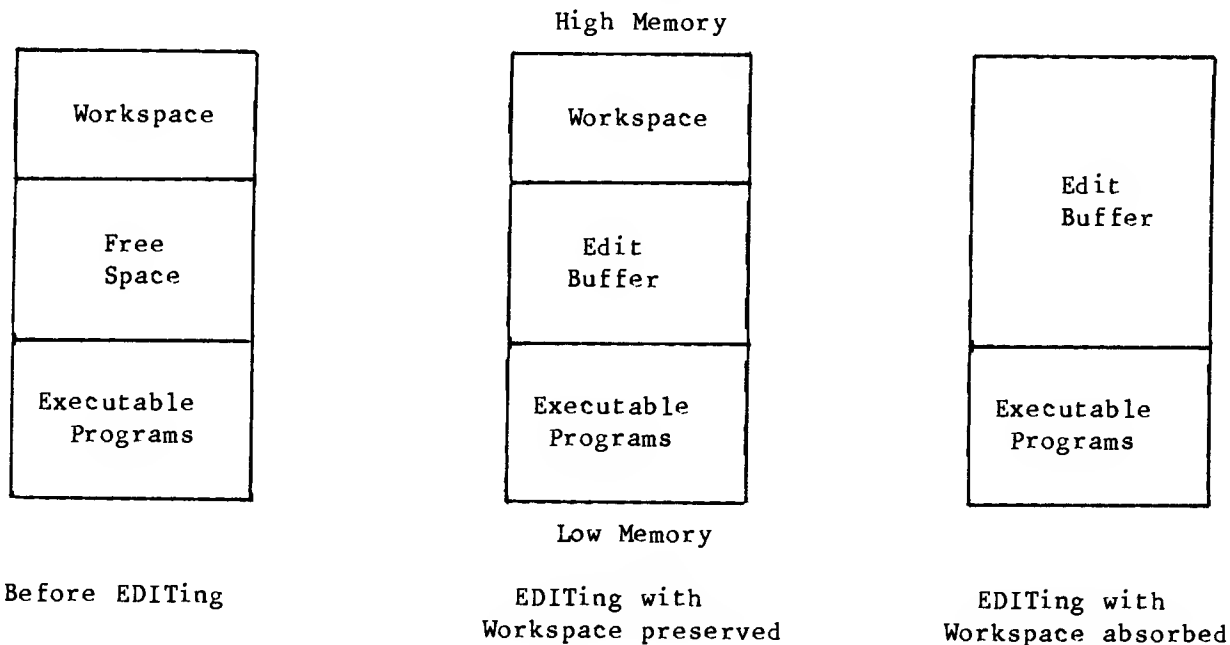 High Memory
Workspace
Free
Space
Executable
Programs
Before EDITing
Workspace
Edit
Buffer
Executable
Programs
Low Memory
EDITing with
Workspace preserved
Edit
Buffer
Executable
Programs
EDITing with
Workspace absorbed